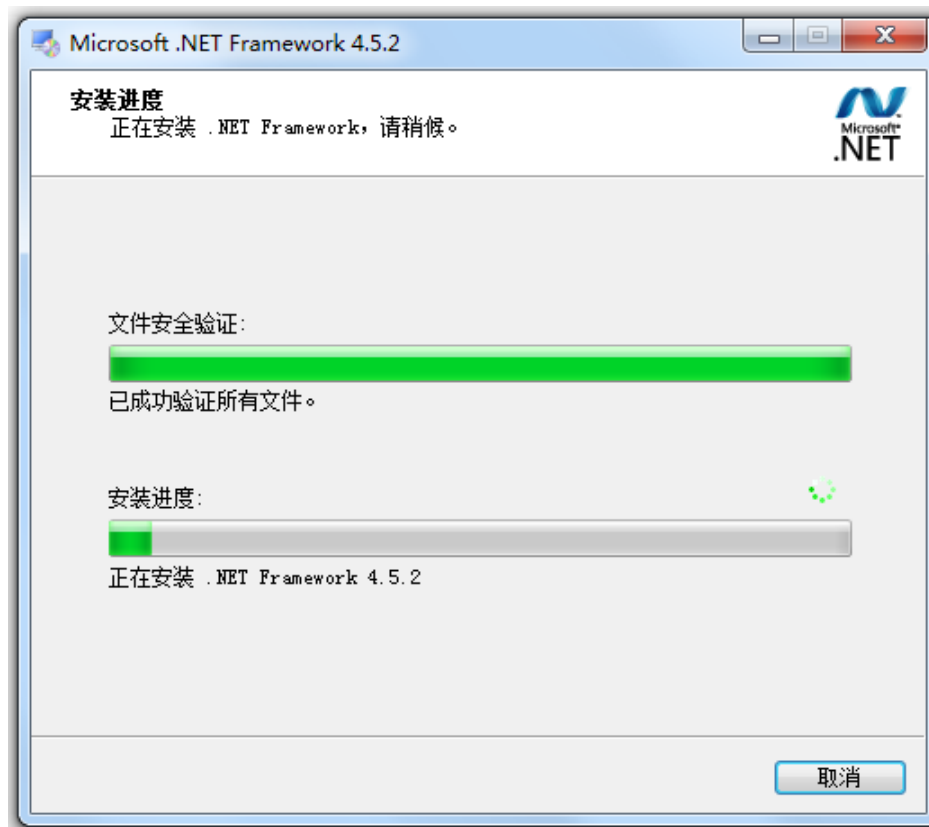 Microsoft .NET Framework 4.5.2
安装进度
正在安装 .NET Framework，请稍候。
Microsoft®
.NET
文件安全验证:
已成功验证所有文件。
安装进度:
正在安装 .NET Framework 4.5.2
取消